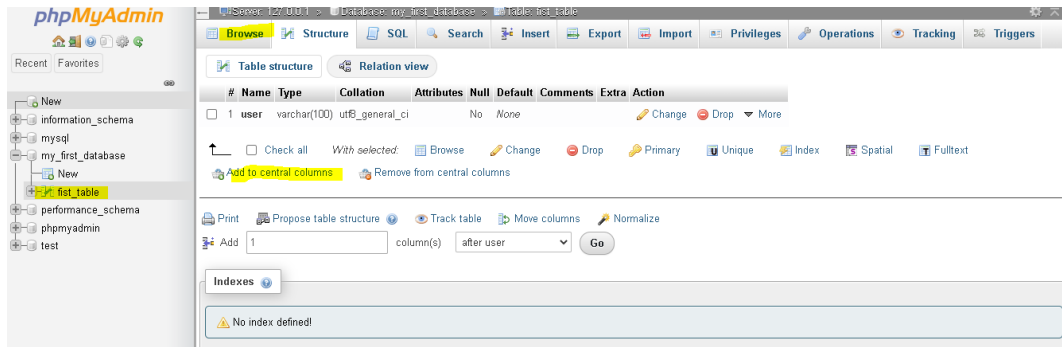 phpMyAdmin
Recent Favorites
New
information_schema
mysql
my_first_database
New
fist_table
performance_schema
phpmyadmin
test
Server: 127.0.0.1 » Database: my_first_database » Table: fist_table
Browse Structure SQL Search Insert Export Import Privileges Operations Tracking Triggers
Table structure Relation view
# Name Type Collation Attributes Null Default Comments Extra Action
1 user varchar(100) utf8_general_ci No None Change Drop More
Check all With selected: Browse Change Drop Primary Unique Index Spatial Fulltext
Add to central columns Remove from central columns
Print Propose table structure Track table Move columns Normalize
Add 1 column(s) after user Go
Indexes
No index defined!